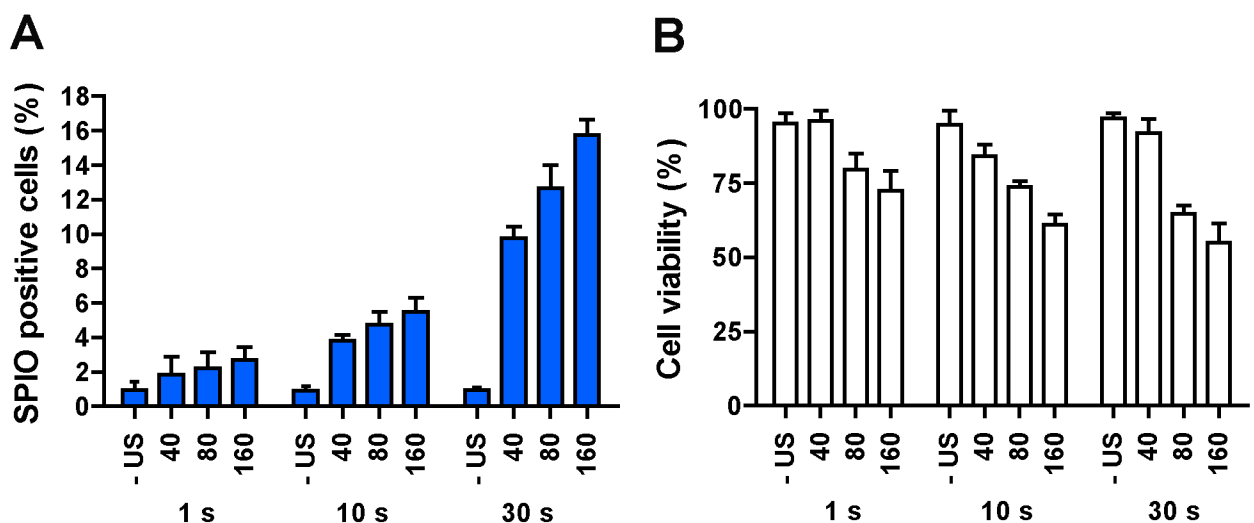 A
SPIO positive cells (%)
18
16
14
12
10
8
6
4
2
0
- US 40 80 160 - US 40 80 160 - US 40 80 160
1 s 10 s 30 s
B
Cell viability (%)
100
75
50
25
0
- US 40 80 160 - US 40 80 160 - US 40 80 160
1 s 10 s 30 s